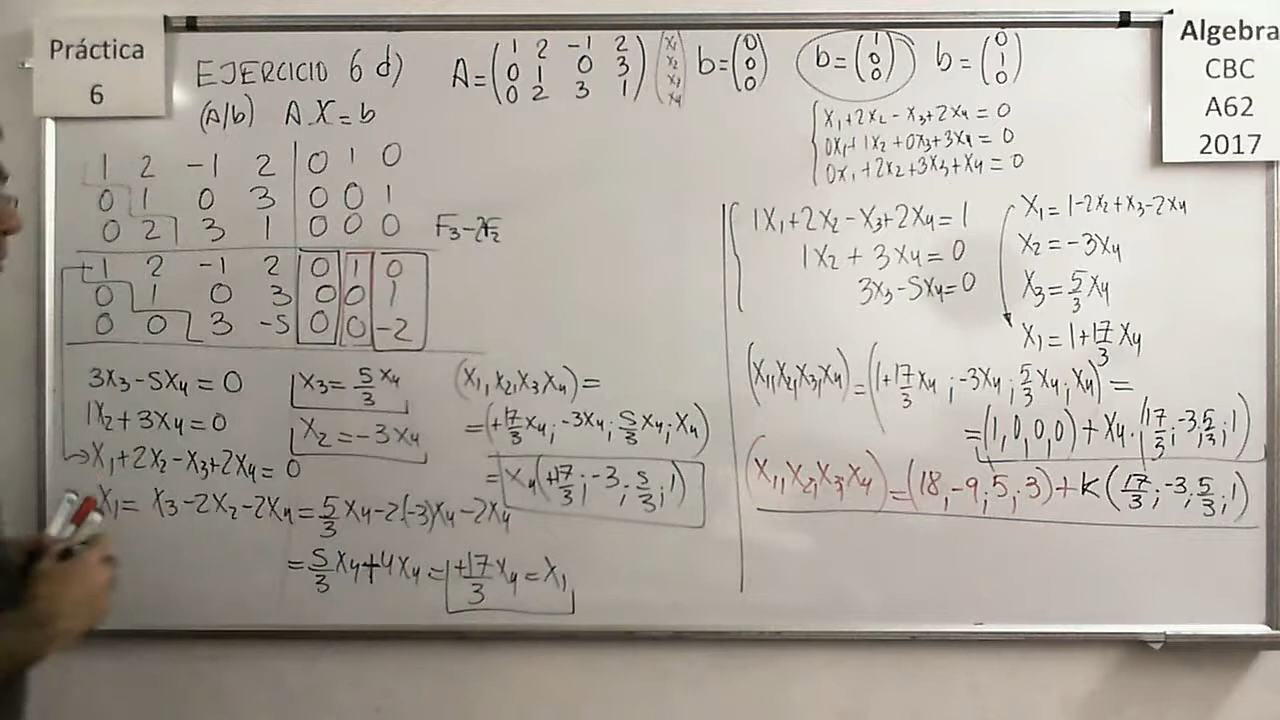 Práctica
6
EJERCICIO 6 d)
A = ( 1 2 -1 2
0 1 0 3
0 2 3 1 ) ( x1
x2
x3
x4 ) b = ( 0
0
0 ) b = ( 1
0
0 ) b = ( 0
1
0 )
Algebra
CBC
A62
2017
(A/b) A.X = b
1 2 -1 2 | 0 1 0
0 1 0 3 | 0 0 1
0 2 3 1 | 0 0 0 F3-2F2
1 2 -1 2 | 0 1 0
0 1 0 3 | 0 0 1
0 0 3 -5 | 0 0 -2
3X3-5X4 = 0
X3 = 5/3 X4
1X2+3X4 = 0
X2 = -3X4
X1+2X2-X3+2X4 = 0
X1 = X3-2X2-2X4 = 5/3 X4-2(-3)X4-2X4
= 5/3 X4+4X4 = +17/3 X4 = X1
(X1,X2,X3,X4) =
= (+17/3 X4; -3X4; 5/3 X4; X4)
= X4(+17/3; -3; 5/3; 1)
X1+2X2-X3+2X4 = 0
0X1+1X2+0X3+3X4 = 0
0X1+2X2+3X3+X4 = 0
1X1+2X2-X3+2X4 = 1
1X2+3X4 = 0
3X3-5X4 = 0
X1 = 1-2X2+X3-2X4
X2 = -3X4
X3 = 5/3 X4
X1 = 1+17/3 X4
(X1,X2,X3,X4) = (1+17/3 X4; -3X4; 5/3 X4; X4) =
= (1,0,0,0) + X4.(17/3; -3; 5/3; 1)
(X1,X2,X3,X4) = (18,-9;5,3)+K(17/3; -3; 5/3; 1)